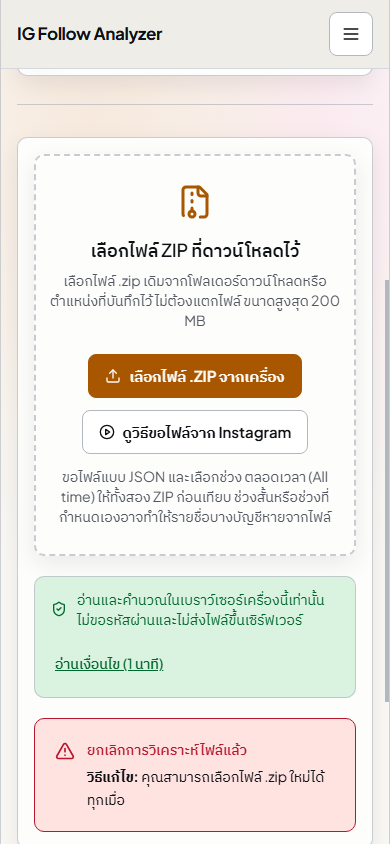 IG Follow Analyzer
เลือกไฟล์ ZIP ที่ดาวน์โหลดไว้
เลือกไฟล์ .zip เดิมจากโฟลเดอร์ดาวน์โหลดหรือ
ตำแหน่งที่บันทึกไว้ ไม่ต้องแตกไฟล์ ขนาดสูงสุด 200
MB
เลือกไฟล์ .ZIP จากเครื่อง
ดูวิธีขอไฟล์จาก Instagram
ขอไฟล์แบบ JSON และเลือกช่วง ตลอดเวลา (All
time) ให้ทั้งสอง ZIP ก่อนเทียบ ช่วงสั้นหรือช่วงที่
กำหนดเองอาจทำให้รายชื่อบางบัญชีหายจากไฟล์
อ่านและคำนวณในเบราว์เซอร์เครื่องนี้เท่านั้น
ไม่ขอรหัสผ่านและไม่ส่งไฟล์ขึ้นเซิร์ฟเวอร์
อ่านเงื่อนไข (1 นาที)
ยกเลิกการวิเคราะห์ไฟล์แล้ว
วิธีแก้ไข: คุณสามารถเลือกไฟล์ .zip ใหม่ได้
ทุกเมื่อ